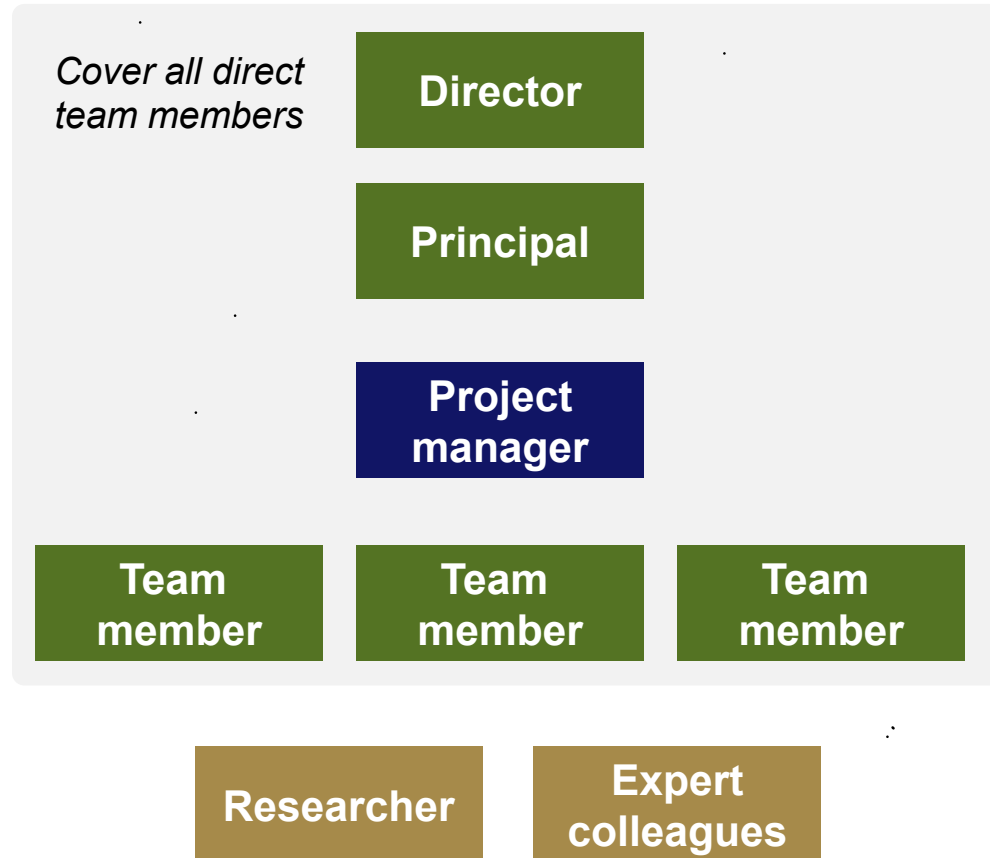 Cover all direct
team members
Director
Principal
Project
manager
Team
member
Team
member
Team
member
Researcher
Expert
colleagues